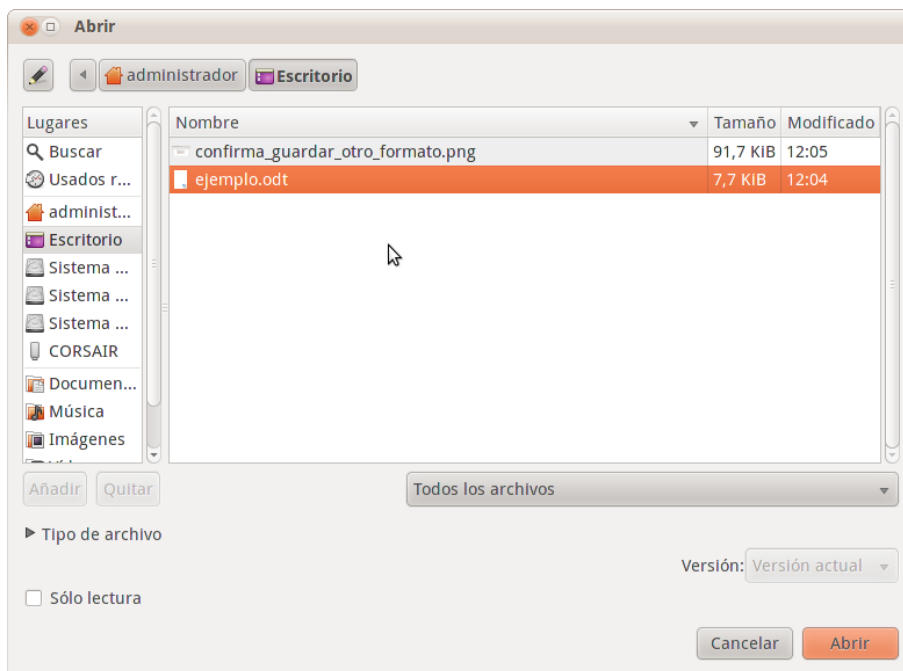 Abrir
administrador Escritorio
Lugares Nombre Tamaño Modificado
Buscar confirma_guardar_otro_formato.png 91,7 KiB 12:05
Usados r... ejemplo.odt 7,7 KiB 12:04
administ...
Escritorio
Sistema ...
Sistema ...
Sistema ...
CORSAIR
Documen...
Música
Imágenes
Añadir Quitar Todos los archivos
Tipo de archivo
Versión: Versión actual
Sólo lectura
Cancelar Abrir